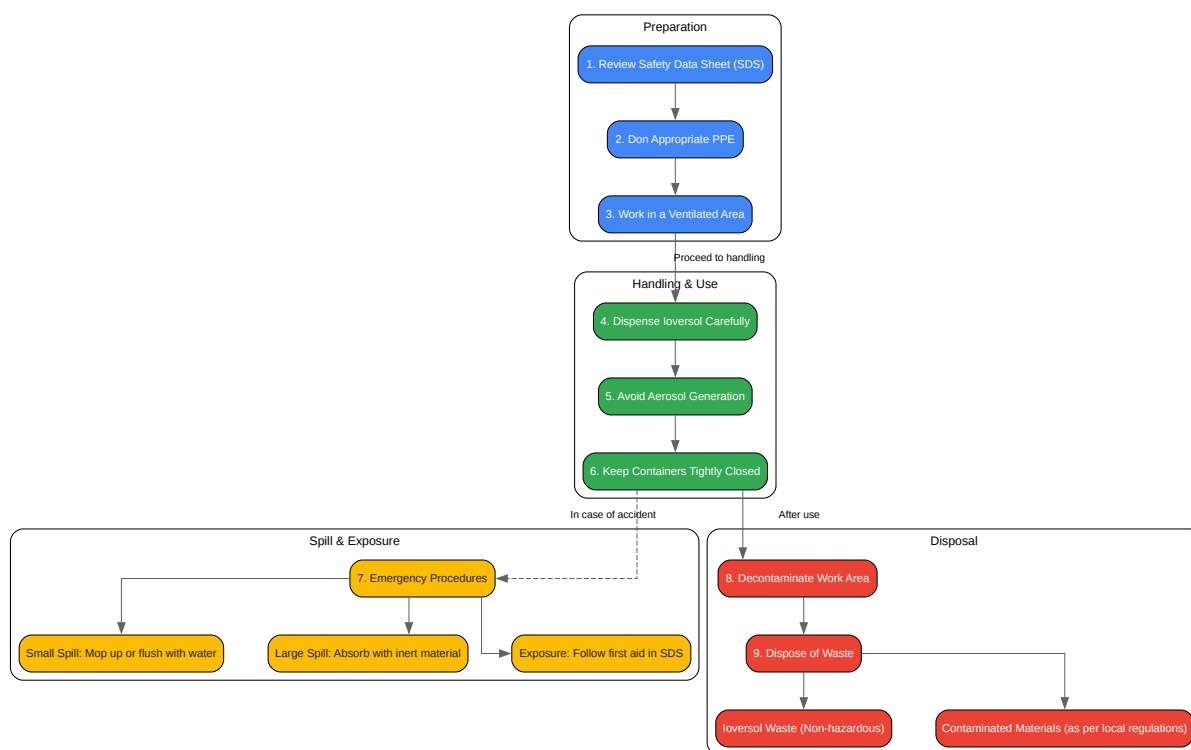 Preparation
1. Review Safety Data Sheet (SDS)
2. Don Appropriate PPE
3. Work in a Ventilated Area
Proceed to handling
Handling & Use
4. Dispense Ioversol Carefully
5. Avoid Aerosol Generation
6. Keep Containers Tightly Closed
In case of accident
After use
Spill & Exposure
7. Emergency Procedures
Small Spill: Mop up or flush with water
Large Spill: Absorb with inert material
Exposure: Follow first aid in SDS
Disposal
8. Decontaminate Work Area
9. Dispose of Waste
Ioversol Waste (Non-hazardous)
Contaminated Materials (as per local regulations)